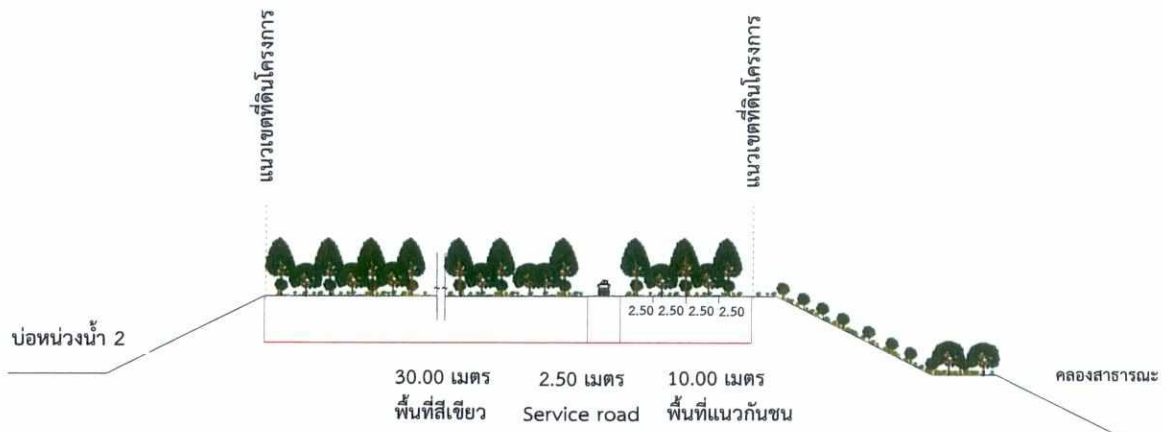 แนวเขตที่ดินโครงการ
แนวเขตที่ดินโครงการ
2.50 2.50 2.50 2.50
บ่อหน่วงน้ำ 2
คลองสาธารณะ
30.00 เมตร
พื้นที่สีเขียว
2.50 เมตร
Service road
10.00 เมตร
พื้นที่แนวกันชน